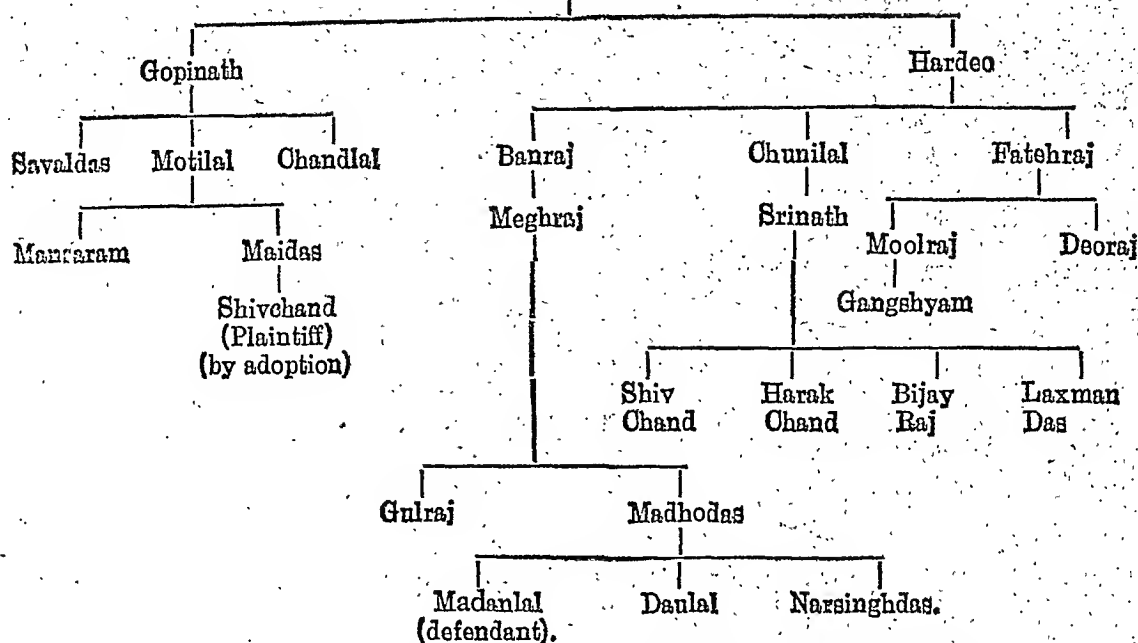 Gopinath Hardeo
Savaldas Motilal Chandlal Banraj Chunilal Fatehraj
Mansaram Maidas Meghraj Srinath Moolraj Deoraj
Shivchand
(Plaintiff)
(by adoption)
Gangshyam
Shiv Harak Bijay Laxman
Chand Chand Raj Das
Gulraj Madhodas
Madanlal Daulal Narsinghdas.
(defendant).